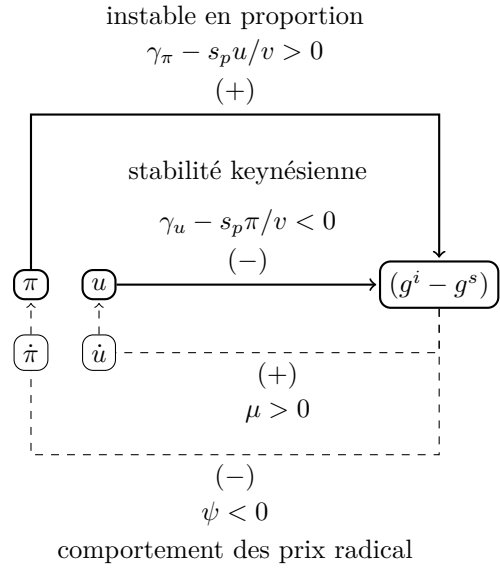 instable en proportion
γ_π − s_p u/v > 0
(+)
stabilité keynésienne
γ_u − s_p π/v < 0
(−)
π u (g^i − g^s)
π̇ u̇
(+)
μ > 0
(−)
ψ < 0
comportement des prix radical